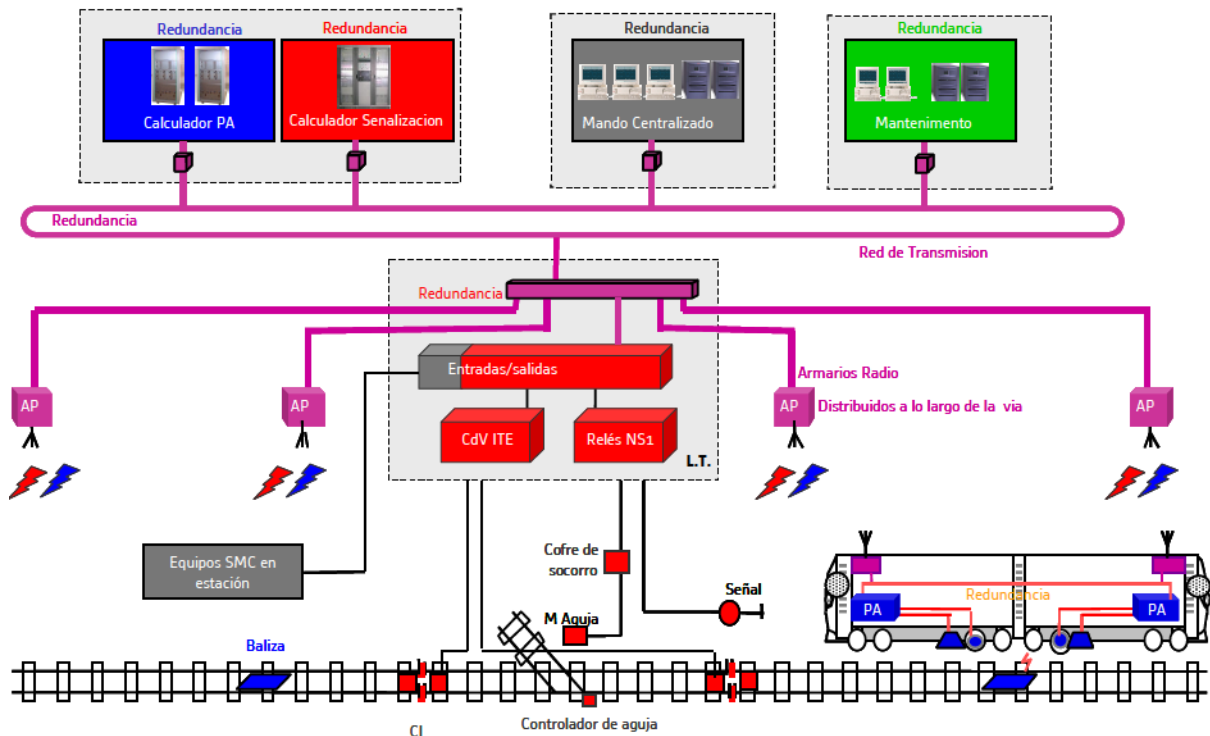 Redundancia
Redundancia
Redundancia
Redundancia
Calculador PA
Calculador Senalizacion
Mando Centralizado
Mantenimento
Redundancia
Red de Transmision
Redundancia
Entradas/salidas
Armarios Radio
AP
AP
AP
AP
Distribuidos a lo largo de la via
CdV ITE
Relés NS1
L.T.
Equipos SMC en
estación
Cofre de
socorro
Señal
M Aguja
Redundancia
PA
PA
Baliza
Controlador de aguja
CI